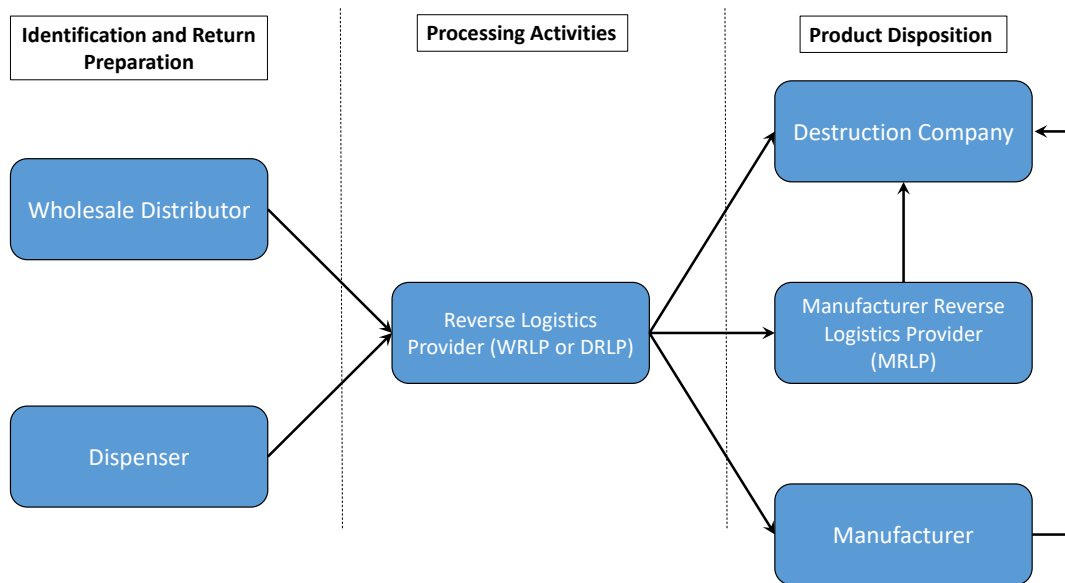 Identification and Return
Preparation
Processing Activities
Product Disposition
Destruction Company
Wholesale Distributor
Reverse Logistics
Provider (WRLP or DRLP)
Manufacturer Reverse
Logistics Provider
(MRLP)
Dispenser
Manufacturer